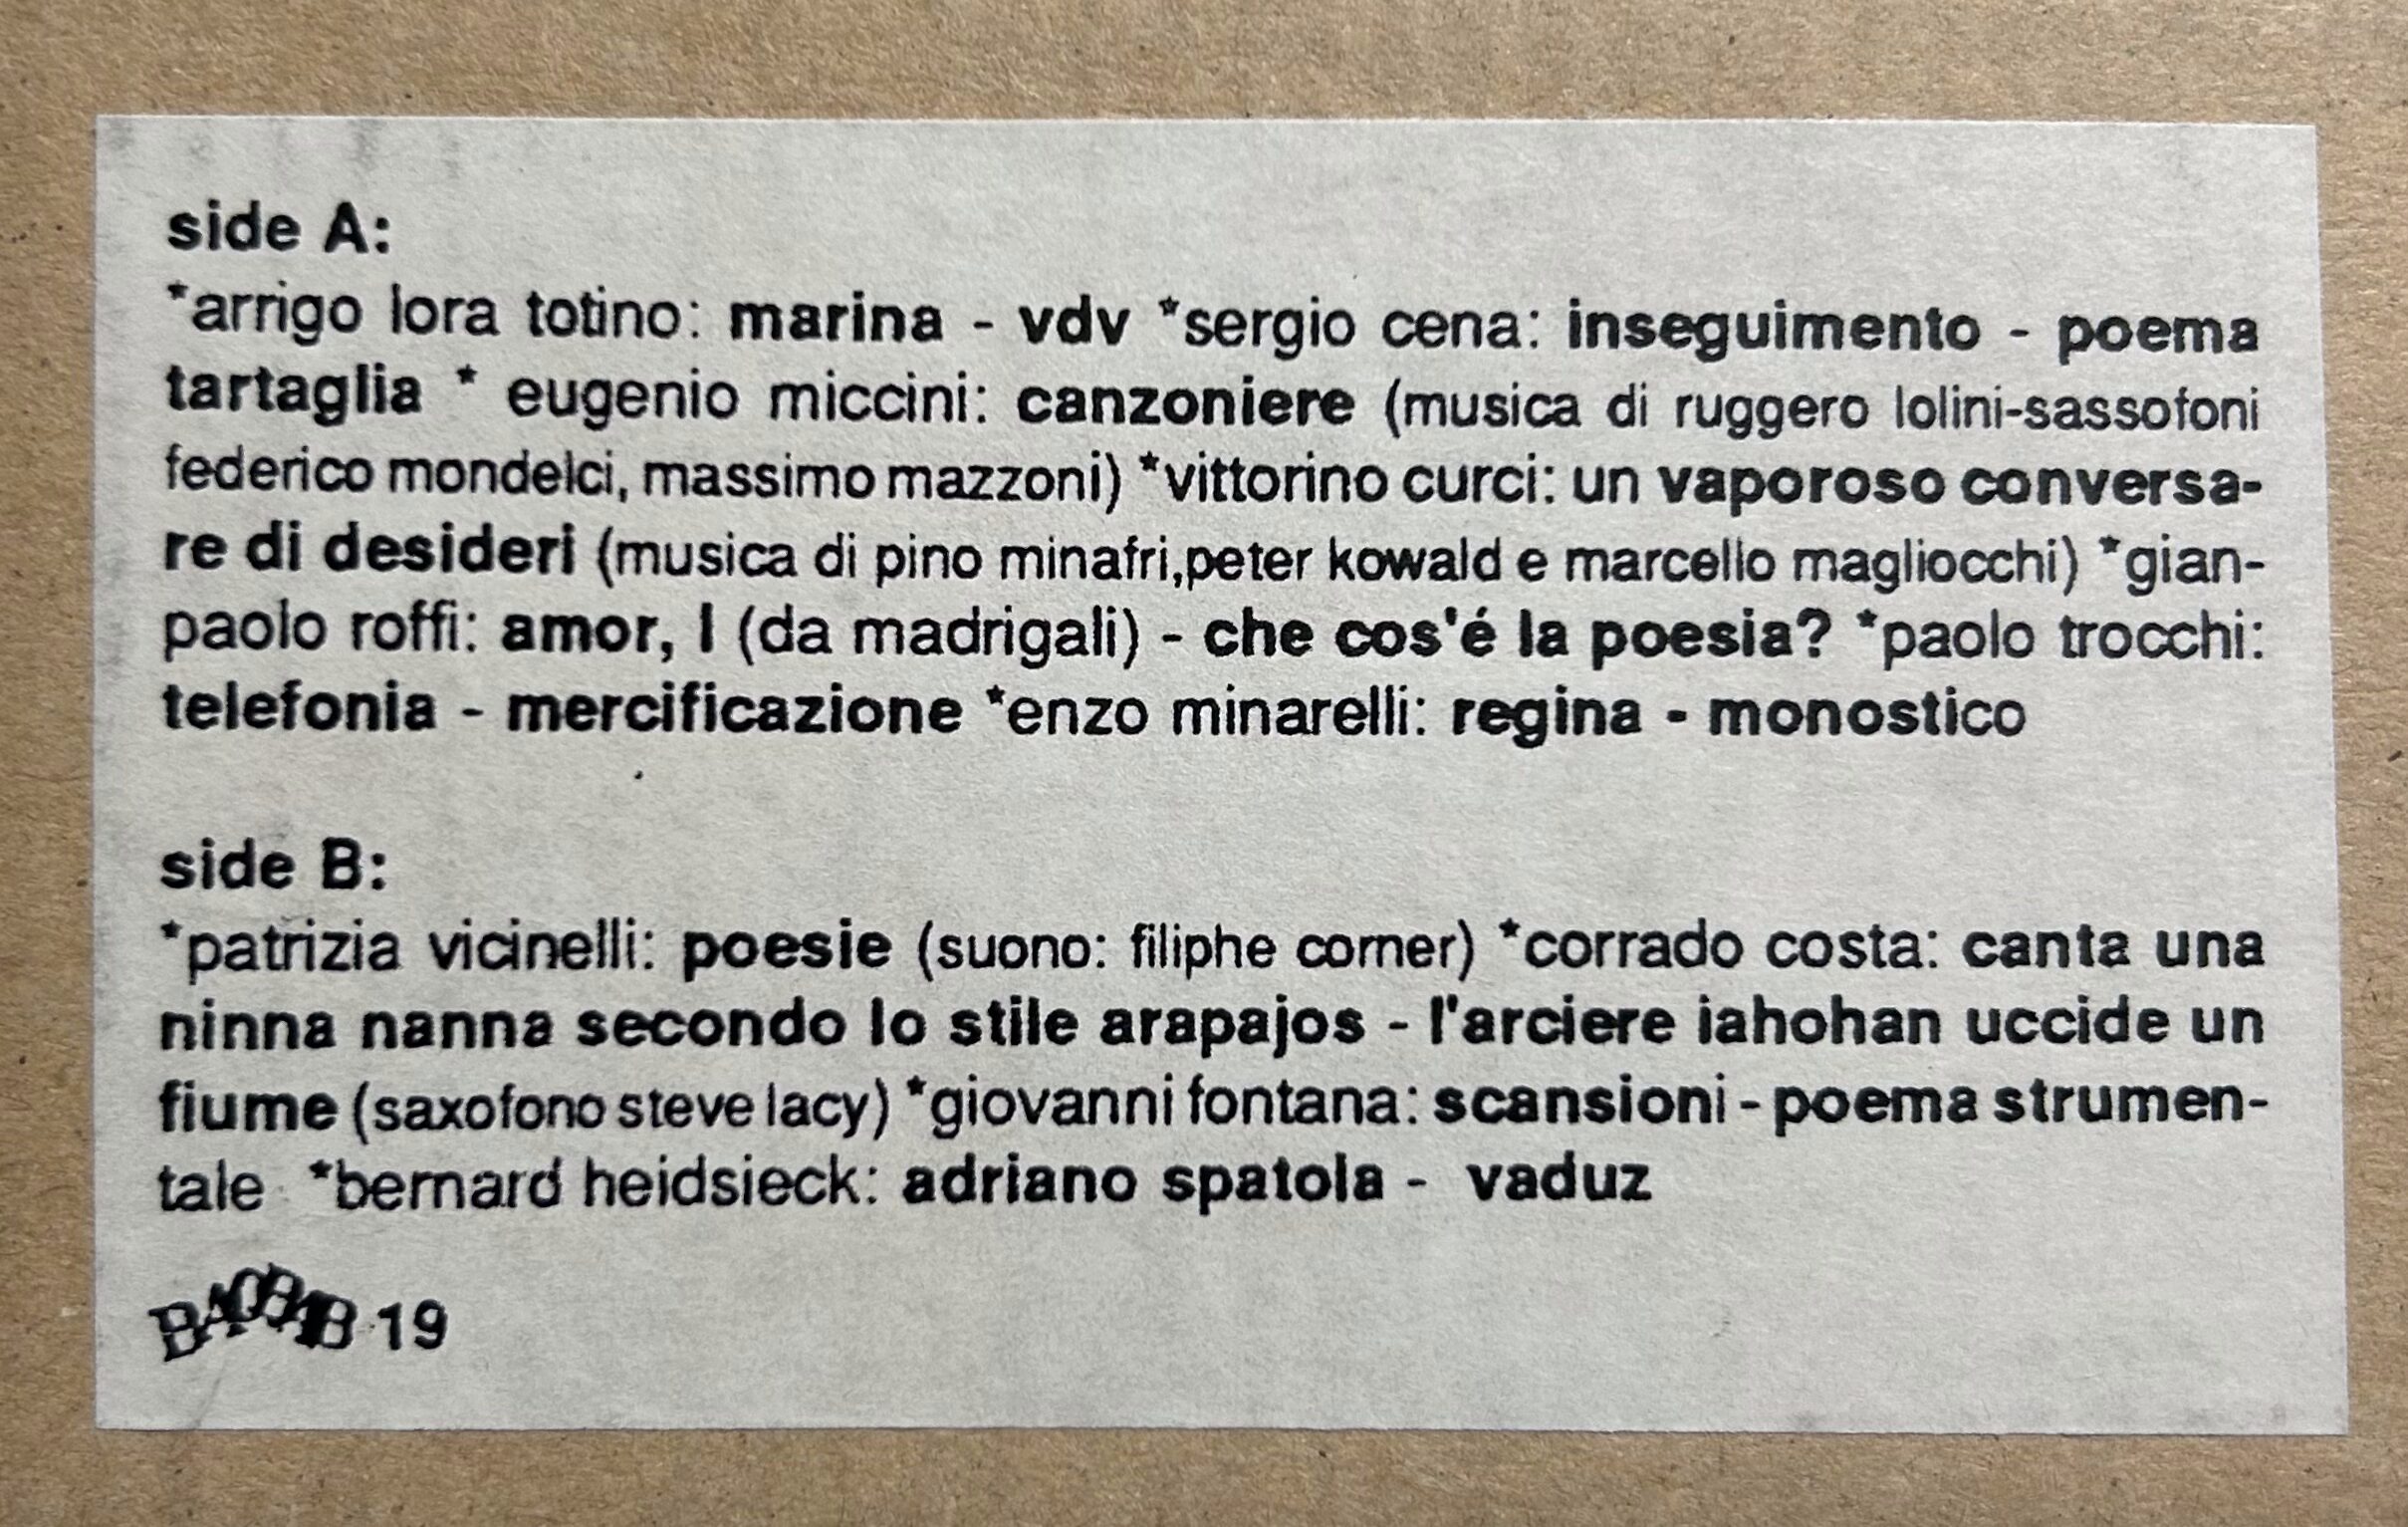 side A:
*arrigo lora totino: marina - vdv *sergio cena: inseguimento - poema
tartaglia * eugenio miccini: canzoniere (musica di ruggero lolini-sassofoni
federico mondelci, massimo mazzoni) *vittorino curci: un vaporoso conversa-
re di desideri (musica di pino minafri,peter kowald e marcello magliocchi) *gian-
paolo roffi: amor, I (da madrigali) - che cos'é la poesia? *paolo trocchi:
telefonia - mercificazione *enzo minarelli: regina - monostico
side B:
*patrizia vicinelli: poesie (suono: filiphe corner) *corrado costa: canta una
ninna nanna secondo lo stile arapajos - l'arciere iahohan uccide un
fiume (saxofono steve lacy) *giovanni fontana: scansioni - poema strumen-
tale *bernard heidsieck: adriano spatola - vaduz
BAOBAB 19